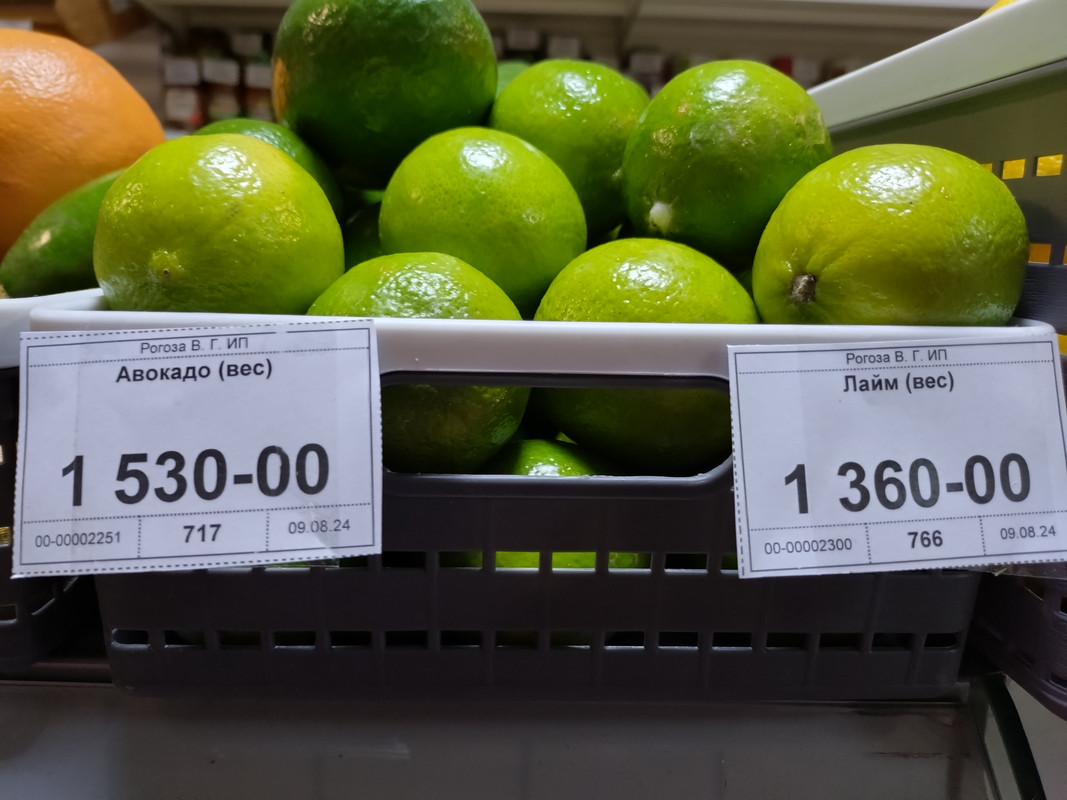 Рогоза В. Г. ИП
Авокадо (вес)
1 530-00
00-00002251 717 09.08.24
Рогоза В. Г. ИП
Лайм (вес)
1 360-00
00-00002300 766 09.08.24